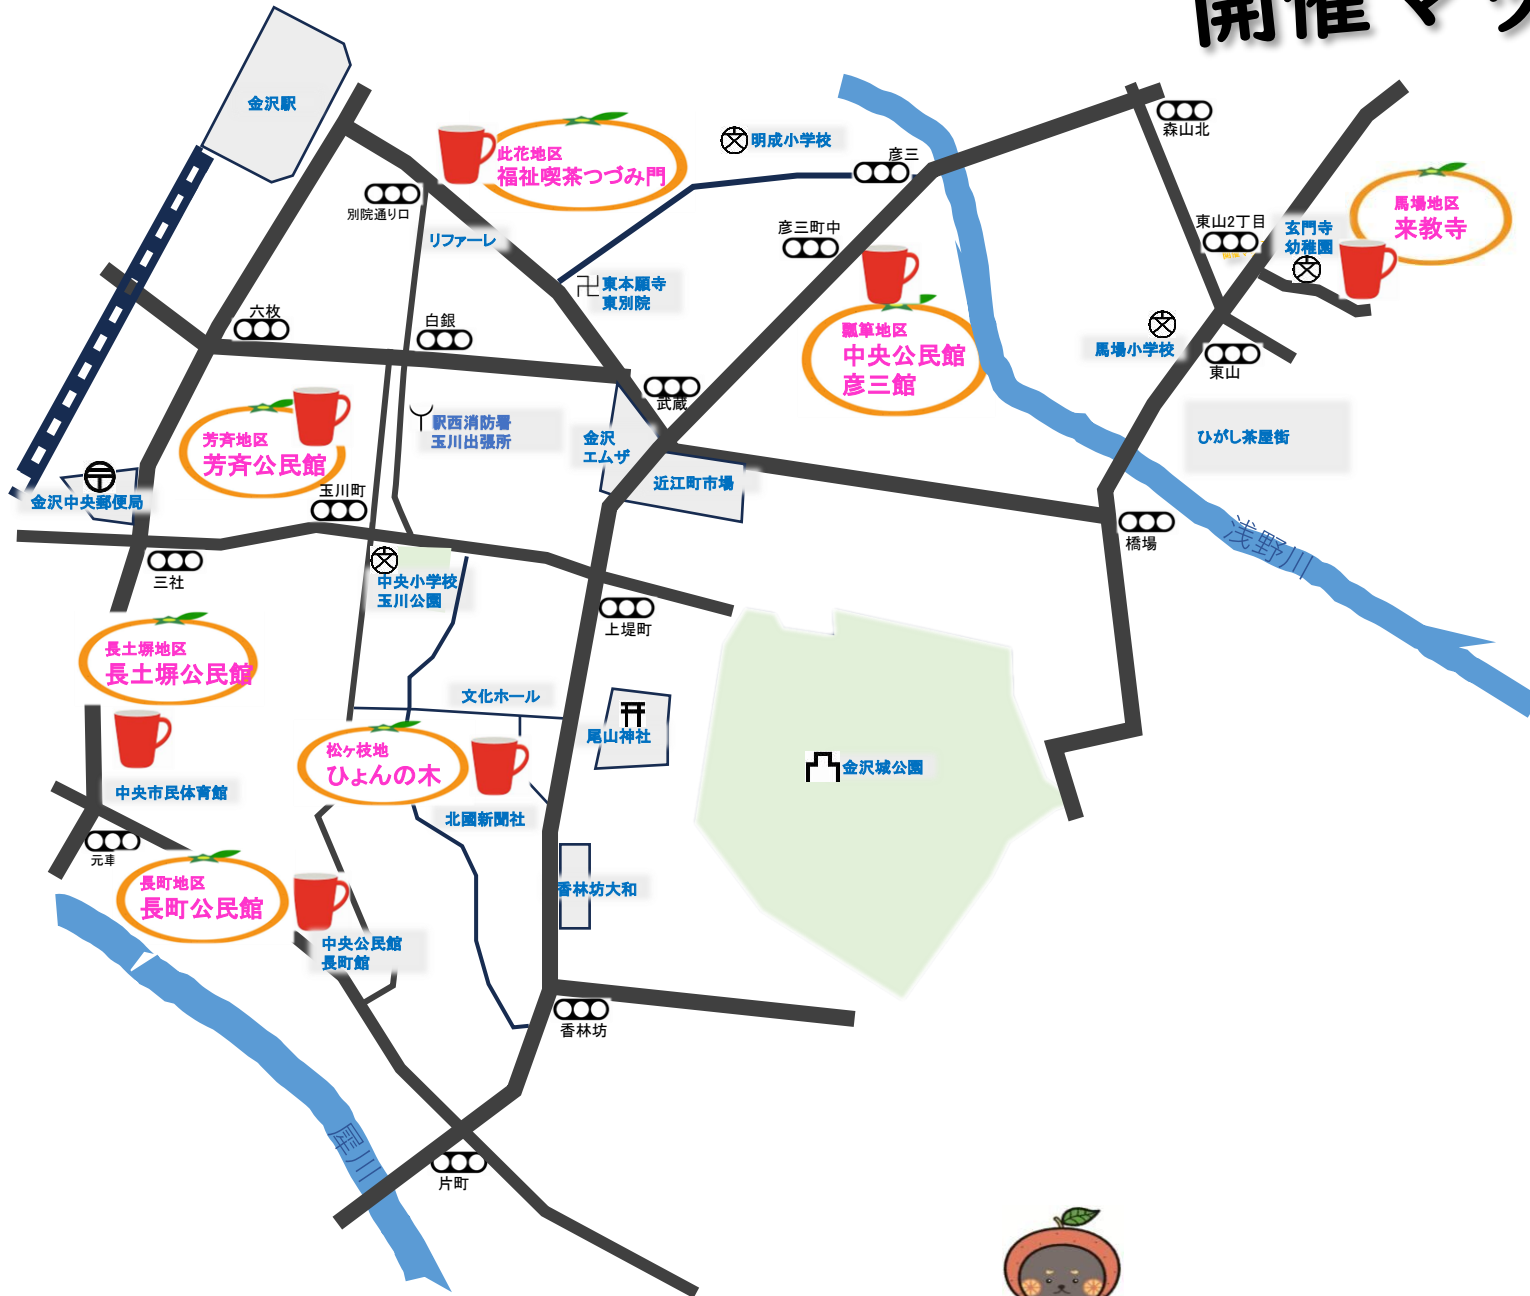 開催マッ
金沢駅
此花地区
福祉喫茶つづみ門
明成小学校
彦三
森山北
別院通り口
リファーレ
彦三町中
東山2丁目
玄門寺
幼稚園
馬場地区
来教寺
東本願寺
東別院
六枚
白銀
瓢箪地区
中央公民館
彦三館
馬場小学校
東山
武蔵
芳斉地区
芳斉公民館
駅西消防署
玉川出張所
金沢
エムザ
近江町市場
ひがし茶屋街
金沢中央郵便局
玉川町
橋場
浅野川
三社
中央小学校
玉川公園
上堤町
長土塀地区
長土塀公民館
文化ホール
尾山神社
松ヶ枝地
ひょんの木
金沢城公園
中央市民体育館
北國新聞社
元車
長町地区
長町公民館
香林坊大和
中央公民館
長町館
香林坊
犀川
片町